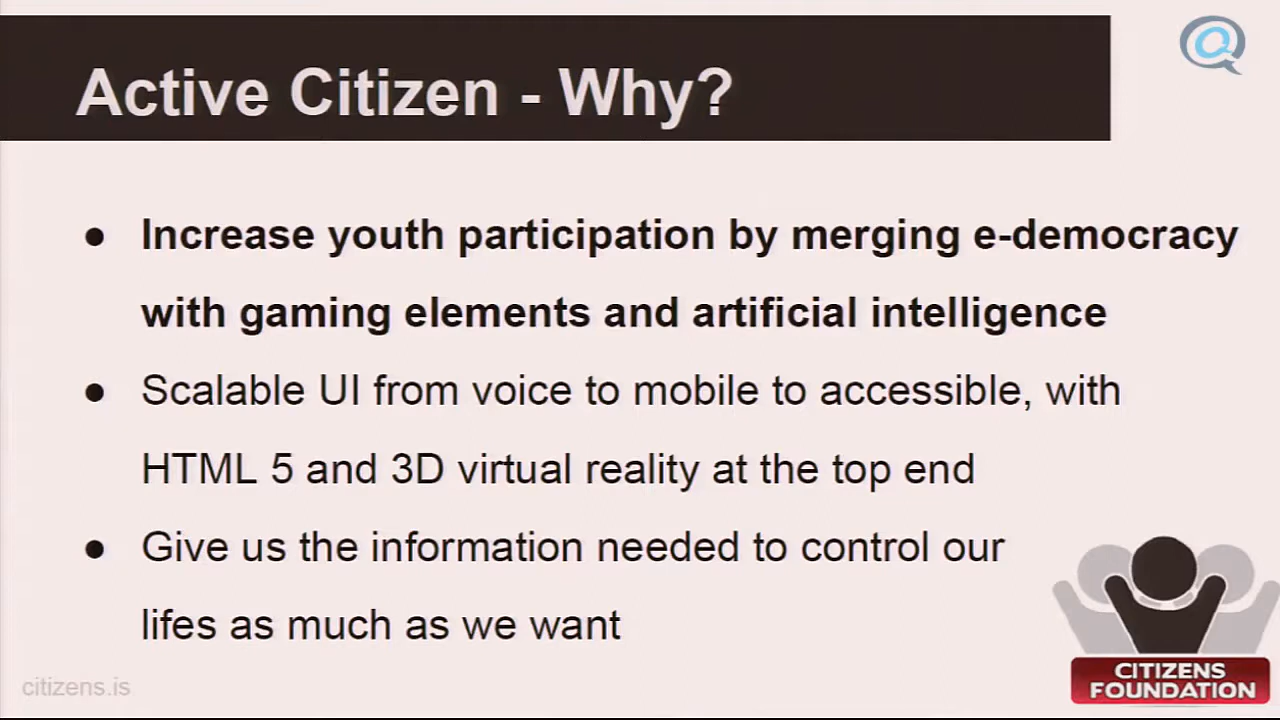 Active Citizen - Why?
● Increase youth participation by merging e-democracy
with gaming elements and artificial intelligence
● Scalable UI from voice to mobile to accessible, with
HTML 5 and 3D virtual reality at the top end
● Give us the information needed to control our
lifes as much as we want
citizens.is
CITIZENS
FOUNDATION